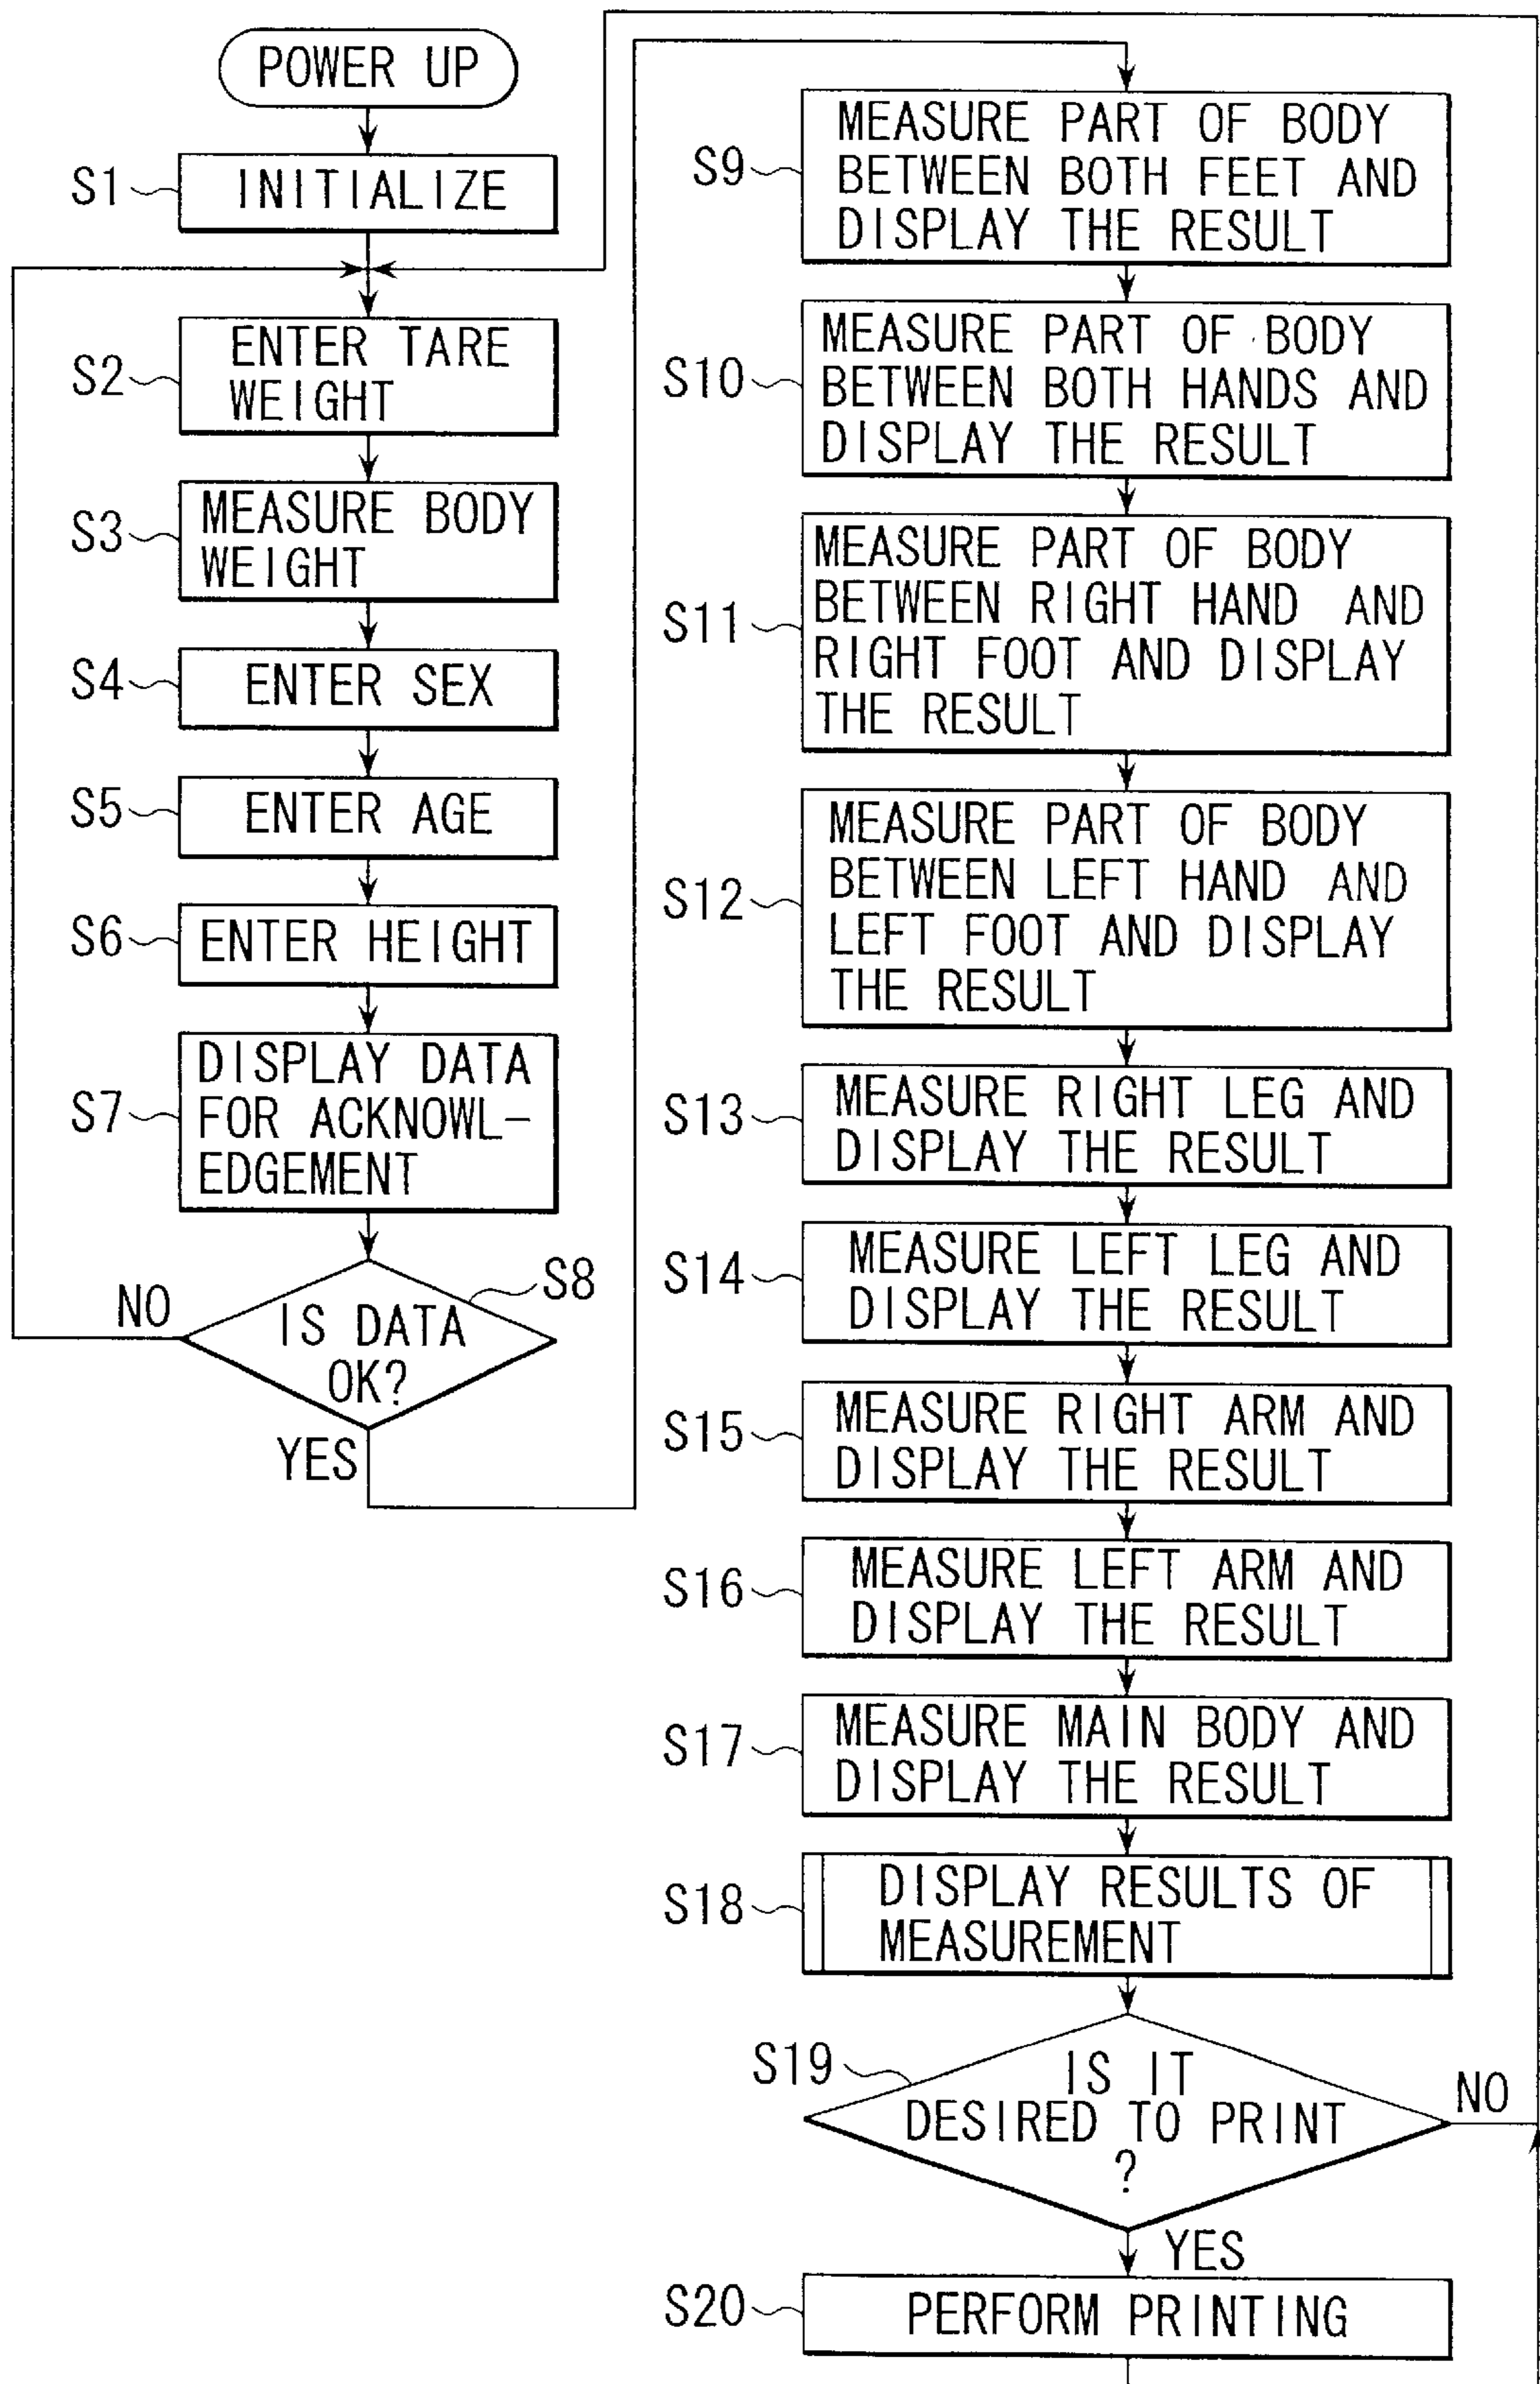 POWER UP
S1
INITIALIZE
S2
ENTER TARE
WEIGHT
S3
MEASURE BODY
WEIGHT
S4
ENTER SEX
S5
ENTER AGE
S6
ENTER HEIGHT
S7
DISPLAY DATA
FOR ACKNOWL-
EDGEMENT
S8
IS DATA
OK?
NO
YES
S9
MEASURE PART OF BODY
BETWEEN BOTH FEET AND
DISPLAY THE RESULT
S10
MEASURE PART OF BODY
BETWEEN BOTH HANDS AND
DISPLAY THE RESULT
S11
MEASURE PART OF BODY
BETWEEN RIGHT HAND AND
RIGHT FOOT AND DISPLAY
THE RESULT
S12
MEASURE PART OF BODY
BETWEEN LEFT HAND AND
LEFT FOOT AND DISPLAY
THE RESULT
S13
MEASURE RIGHT LEG AND
DISPLAY THE RESULT
S14
MEASURE LEFT LEG AND
DISPLAY THE RESULT
S15
MEASURE RIGHT ARM AND
DISPLAY THE RESULT
S16
MEASURE LEFT ARM AND
DISPLAY THE RESULT
S17
MEASURE MAIN BODY AND
DISPLAY THE RESULT
S18
DISPLAY RESULTS OF
MEASUREMENT
S19
IS IT
DESIRED TO PRINT
?
NO
YES
S20
PERFORM PRINTING